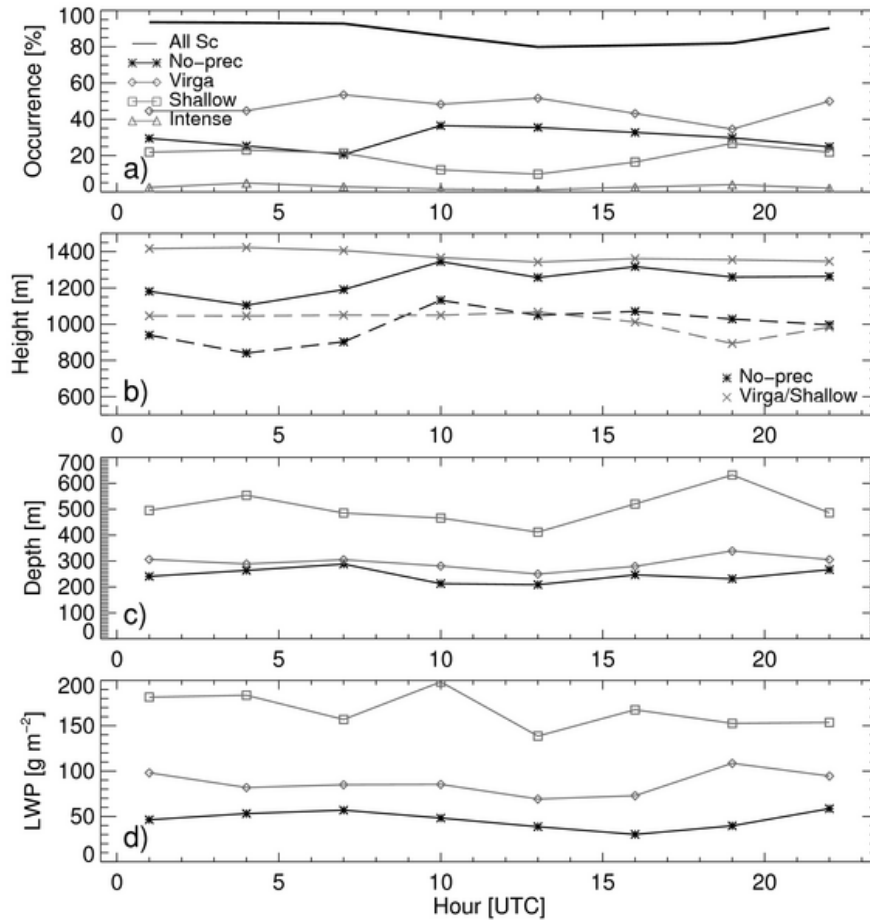 100
80
60
40
20
0
Occurrence [%]
All Sc
No-prec
Virga
Shallow
Intense
a)
0 5 10 15 20
1400
1200
1000
800
600
Height [m]
b)
No-prec
Virga/Shallow
0 5 10 15 20
700
600
500
400
300
200
100
0
Depth [m]
c)
0 5 10 15 20
200
150
100
50
0
LWP [g m⁻²]
d)
0 5 10 15 20
Hour [UTC]